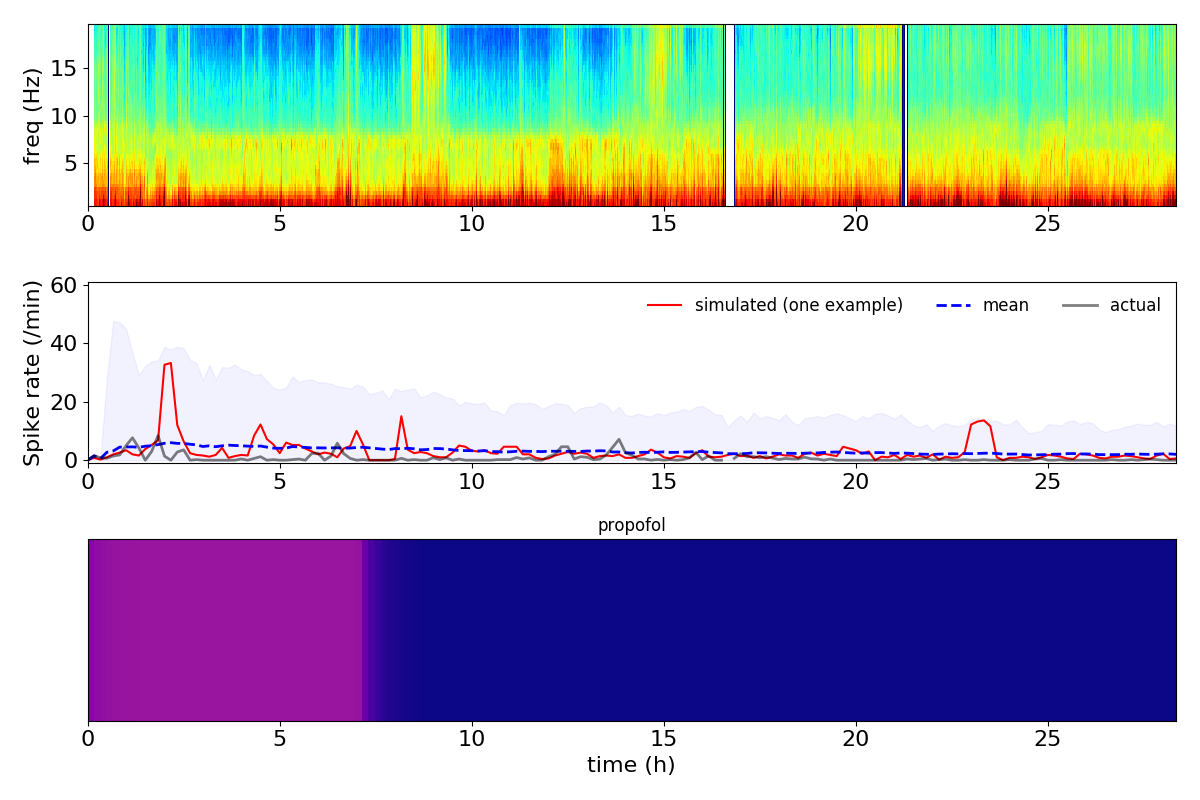 freq (Hz)
15
10
5
0 5 10 15 20 25
Spike rate (/min)
60
40
20
0
simulated (one example) mean actual
0 5 10 15 20 25
propofol
0 5 10 15 20 25
time (h)